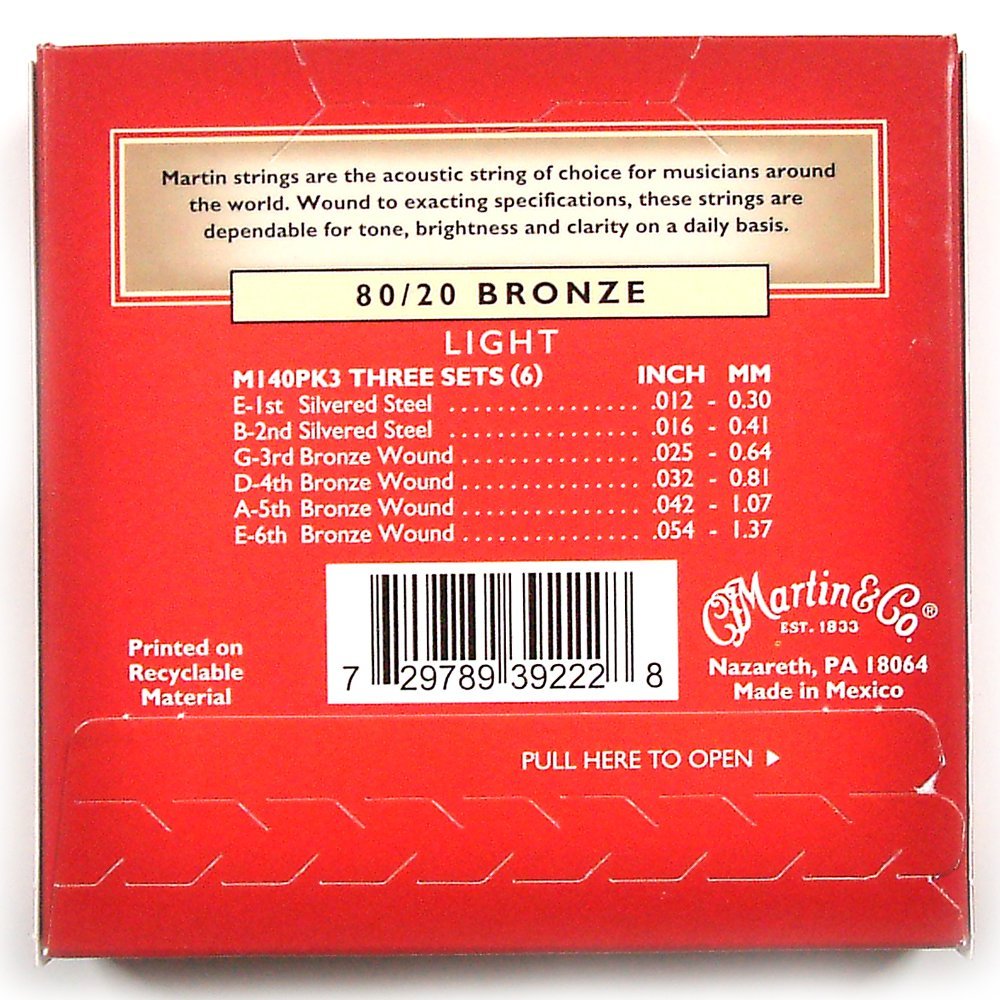 Martin strings are the acoustic string of choice for musicians around
the world. Wound to exacting specifications, these strings are
dependable for tone, brightness and clarity on a daily basis.
80/20 BRONZE
LIGHT
M140PK3 THREE SETS (6) INCH MM
E-1st Silvered Steel ................. .012 - 0.30
B-2nd Silvered Steel ................. .016 - 0.41
G-3rd Bronze Wound ................ .025 - 0.64
D-4th Bronze Wound ................ .032 - 0.81
A-5th Bronze Wound ................ .042 - 1.07
E-6th Bronze Wound ................ .054 - 1.37
Printed on
Recyclable
Material
7 29789 39222 8
CF Martin & Co.®
EST. 1833
Nazareth, PA 18064
Made in Mexico
PULL HERE TO OPEN ►